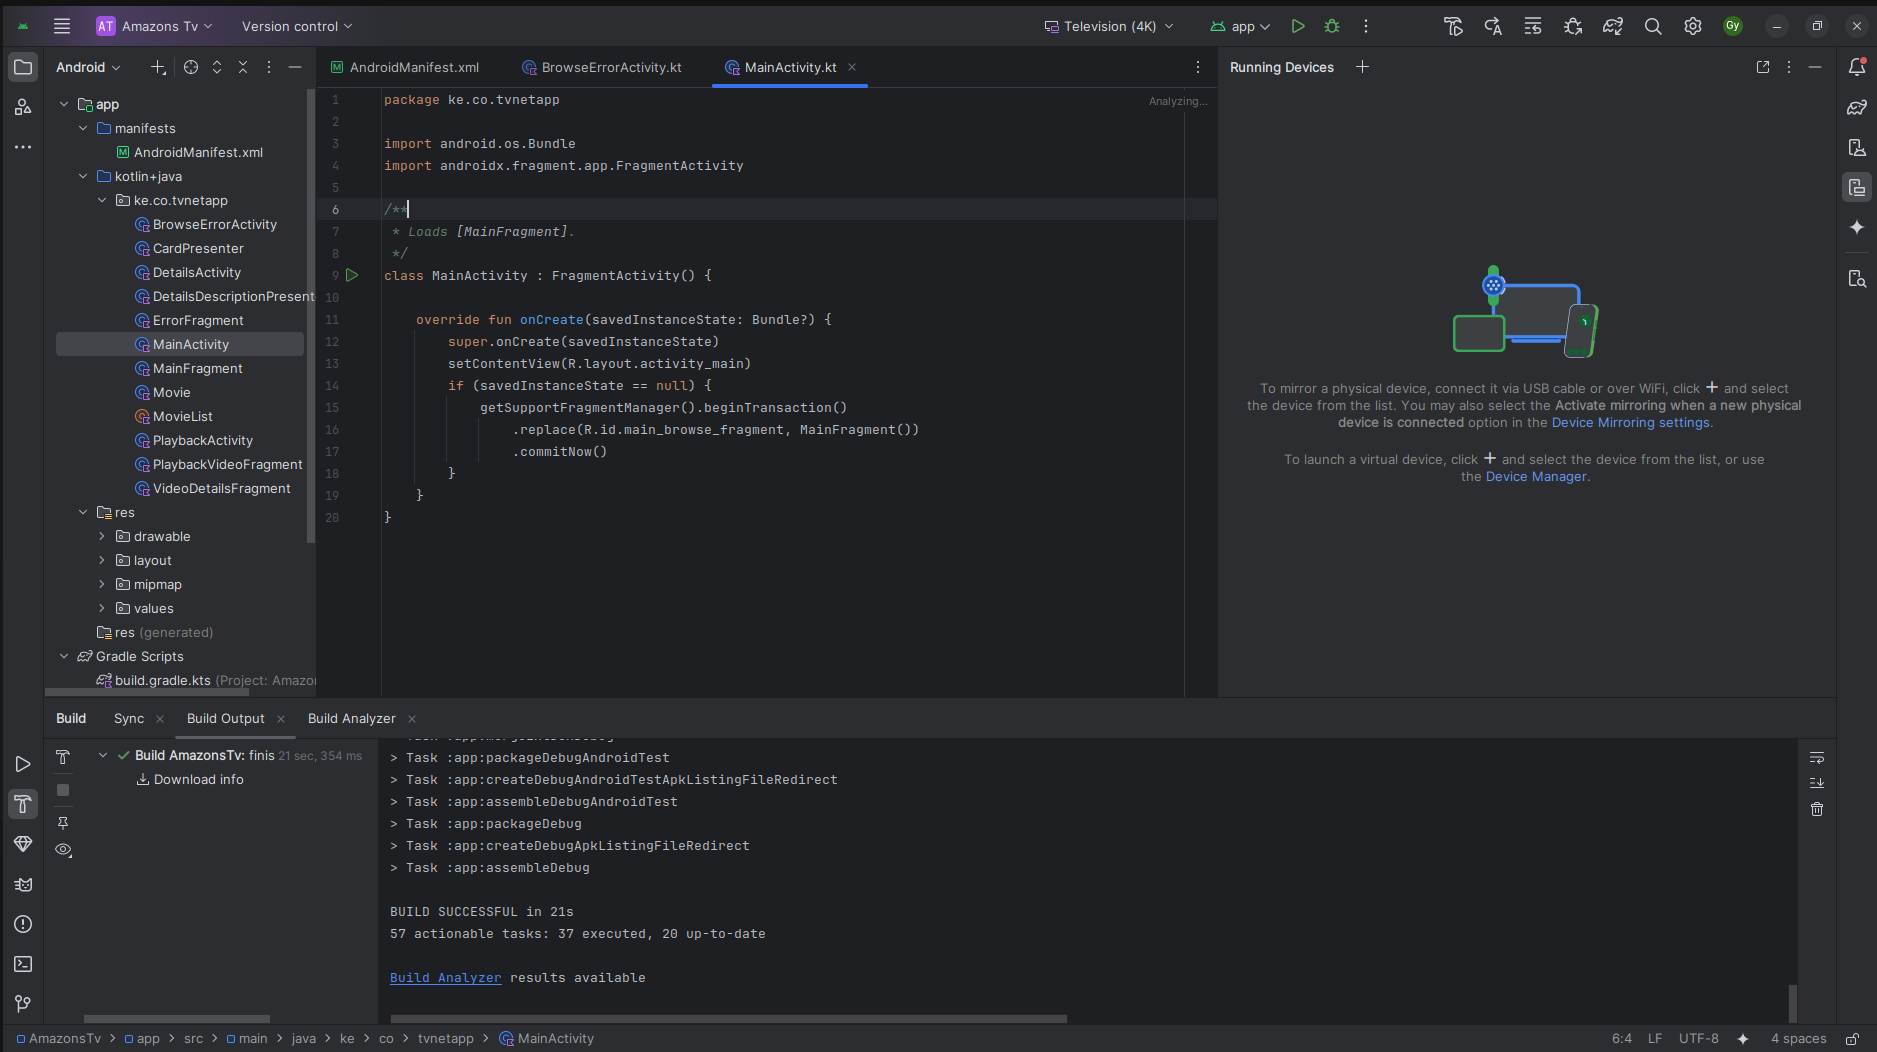 AT Amazons Tv
Version control
Television (4K)
app
Gy
Android
AndroidManifest.xml
BrowseErrorActivity.kt
MainActivity.kt
Running Devices
app
manifests
AndroidManifest.xml
kotlin+java
ke.co.tvnetapp
BrowseErrorActivity
CardPresenter
DetailsActivity
DetailsDescriptionPresent
ErrorFragment
MainActivity
MainFragment
Movie
MovieList
PlaybackActivity
PlaybackVideoFragment
VideoDetailsFragment
res
drawable
layout
mipmap
values
res (generated)
Gradle Scripts
build.gradle.kts (Project: Amazo
Analyzing...
1 package ke.co.tvnetapp
2
3 import android.os.Bundle
4 import androidx.fragment.app.FragmentActivity
5
6 /**
7 * Loads [MainFragment].
8 */
9 class MainActivity : FragmentActivity() {
10
11 override fun onCreate(savedInstanceState: Bundle?) {
12 super.onCreate(savedInstanceState)
13 setContentView(R.layout.activity_main)
14 if (savedInstanceState == null) {
15 getSupportFragmentManager().beginTransaction()
16 .replace(R.id.main_browse_fragment, MainFragment())
17 .commitNow()
18 }
19 }
20 }
To mirror a physical device, connect it via USB cable or over WiFi, click + and select
the device from the list. You may also select the Activate mirroring when a new physical
device is connected option in the Device Mirroring settings.
To launch a virtual device, click + and select the device from the list, or use
the Device Manager.
Build
Sync
Build Output
Build Analyzer
Build AmazonsTv: finis 21 sec, 354 ms
Download info
> Task :app:packageDebugAndroidTest
> Task :app:createDebugAndroidTestApkListingFileRedirect
> Task :app:assembleDebugAndroidTest
> Task :app:packageDebug
> Task :app:createDebugApkListingFileRedirect
> Task :app:assembleDebug
BUILD SUCCESSFUL in 21s
57 actionable tasks: 37 executed, 20 up-to-date
Build Analyzer results available
AmazonsTv > app > src > main > java > ke > co > tvnetapp > MainActivity
6:4 LF UTF-8 4 spaces